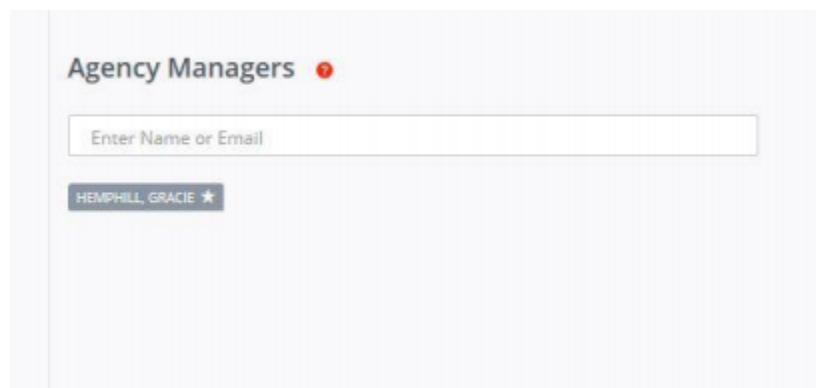 Agency Managers ?
Enter Name or Email
HEMPHILL, GRACIE ★